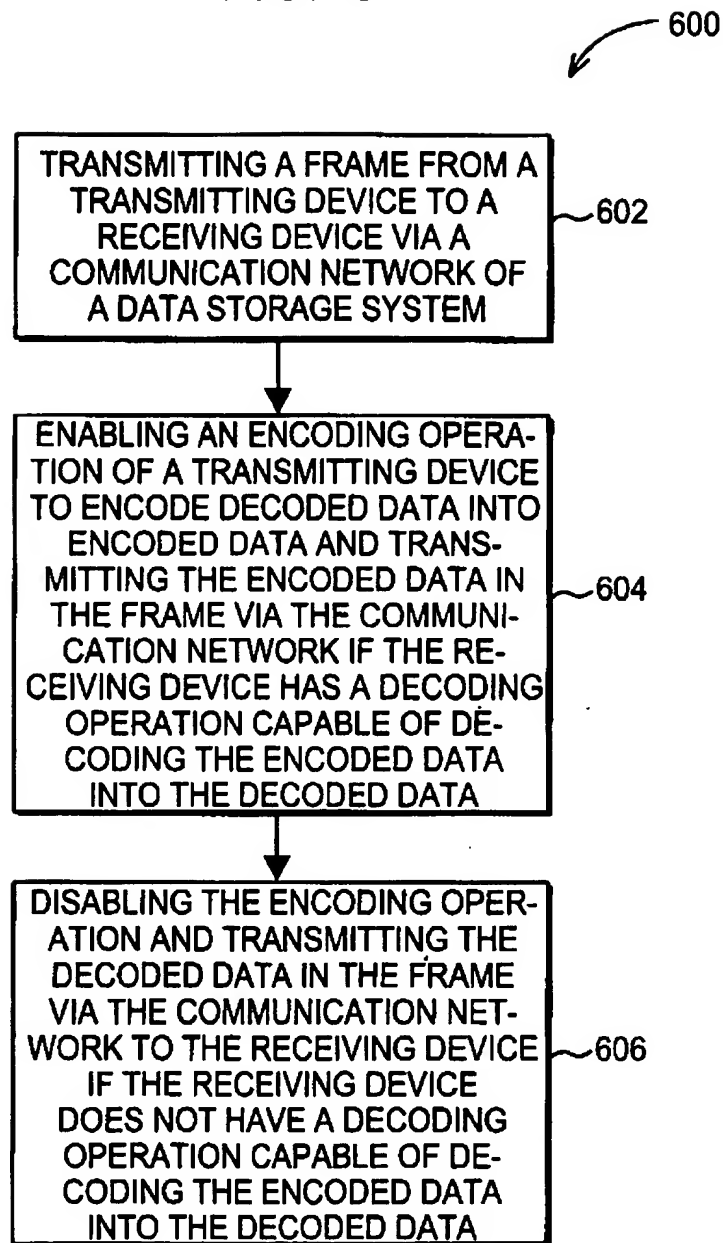 600
TRANSMITTING A FRAME FROM A
TRANSMITTING DEVICE TO A
RECEIVING DEVICE VIA A
COMMUNICATION NETWORK OF
A DATA STORAGE SYSTEM
602
ENABLING AN ENCODING OPERA-
TION OF A TRANSMITTING DEVICE
TO ENCODE DECODED DATA INTO
ENCODED DATA AND TRANS-
MITTING THE ENCODED DATA IN
THE FRAME VIA THE COMMUNI-
CATION NETWORK IF THE RE-
CEIVING DEVICE HAS A DECODING
OPERATION CAPABLE OF DE-
CODING THE ENCODED DATA
INTO THE DECODED DATA
604
DISABLING THE ENCODING OPER-
ATION AND TRANSMITTING THE
DECODED DATA IN THE FRAME
VIA THE COMMUNICATION NET-
WORK TO THE RECEIVING DEVICE
IF THE RECEIVING DEVICE
DOES NOT HAVE A DECODING
OPERATION CAPABLE OF DE-
CODING THE ENCODED DATA
INTO THE DECODED DATA
606